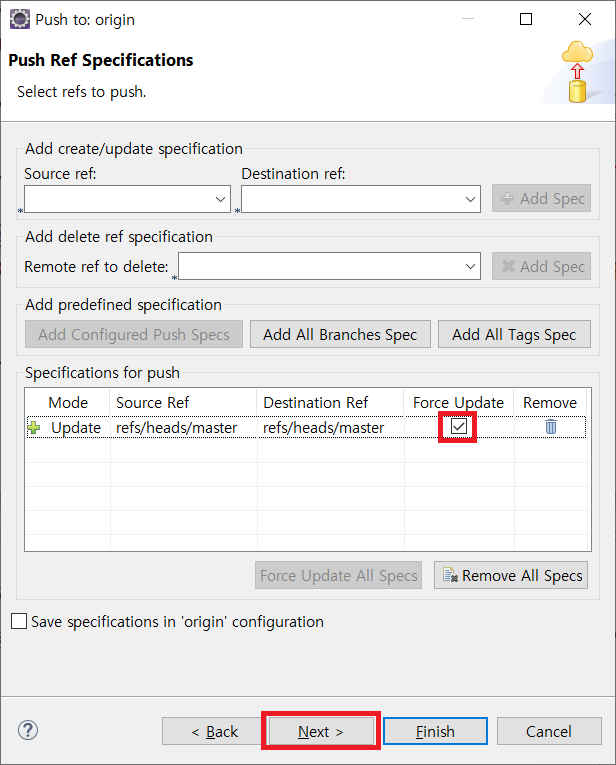 Push to: origin
Push Ref Specifications
Select refs to push.
Add create/update specification
Source ref: Destination ref:
* * Add Spec
Add delete ref specification
Remote ref to delete: * Add Spec
Add predefined specification
Add Configured Push Specs Add All Branches Spec Add All Tags Spec
Specifications for push
Mode Source Ref Destination Ref Force Update Remove
Update refs/heads/master refs/heads/master
Force Update All Specs Remove All Specs
Save specifications in 'origin' configuration
? < Back Next > Finish Cancel